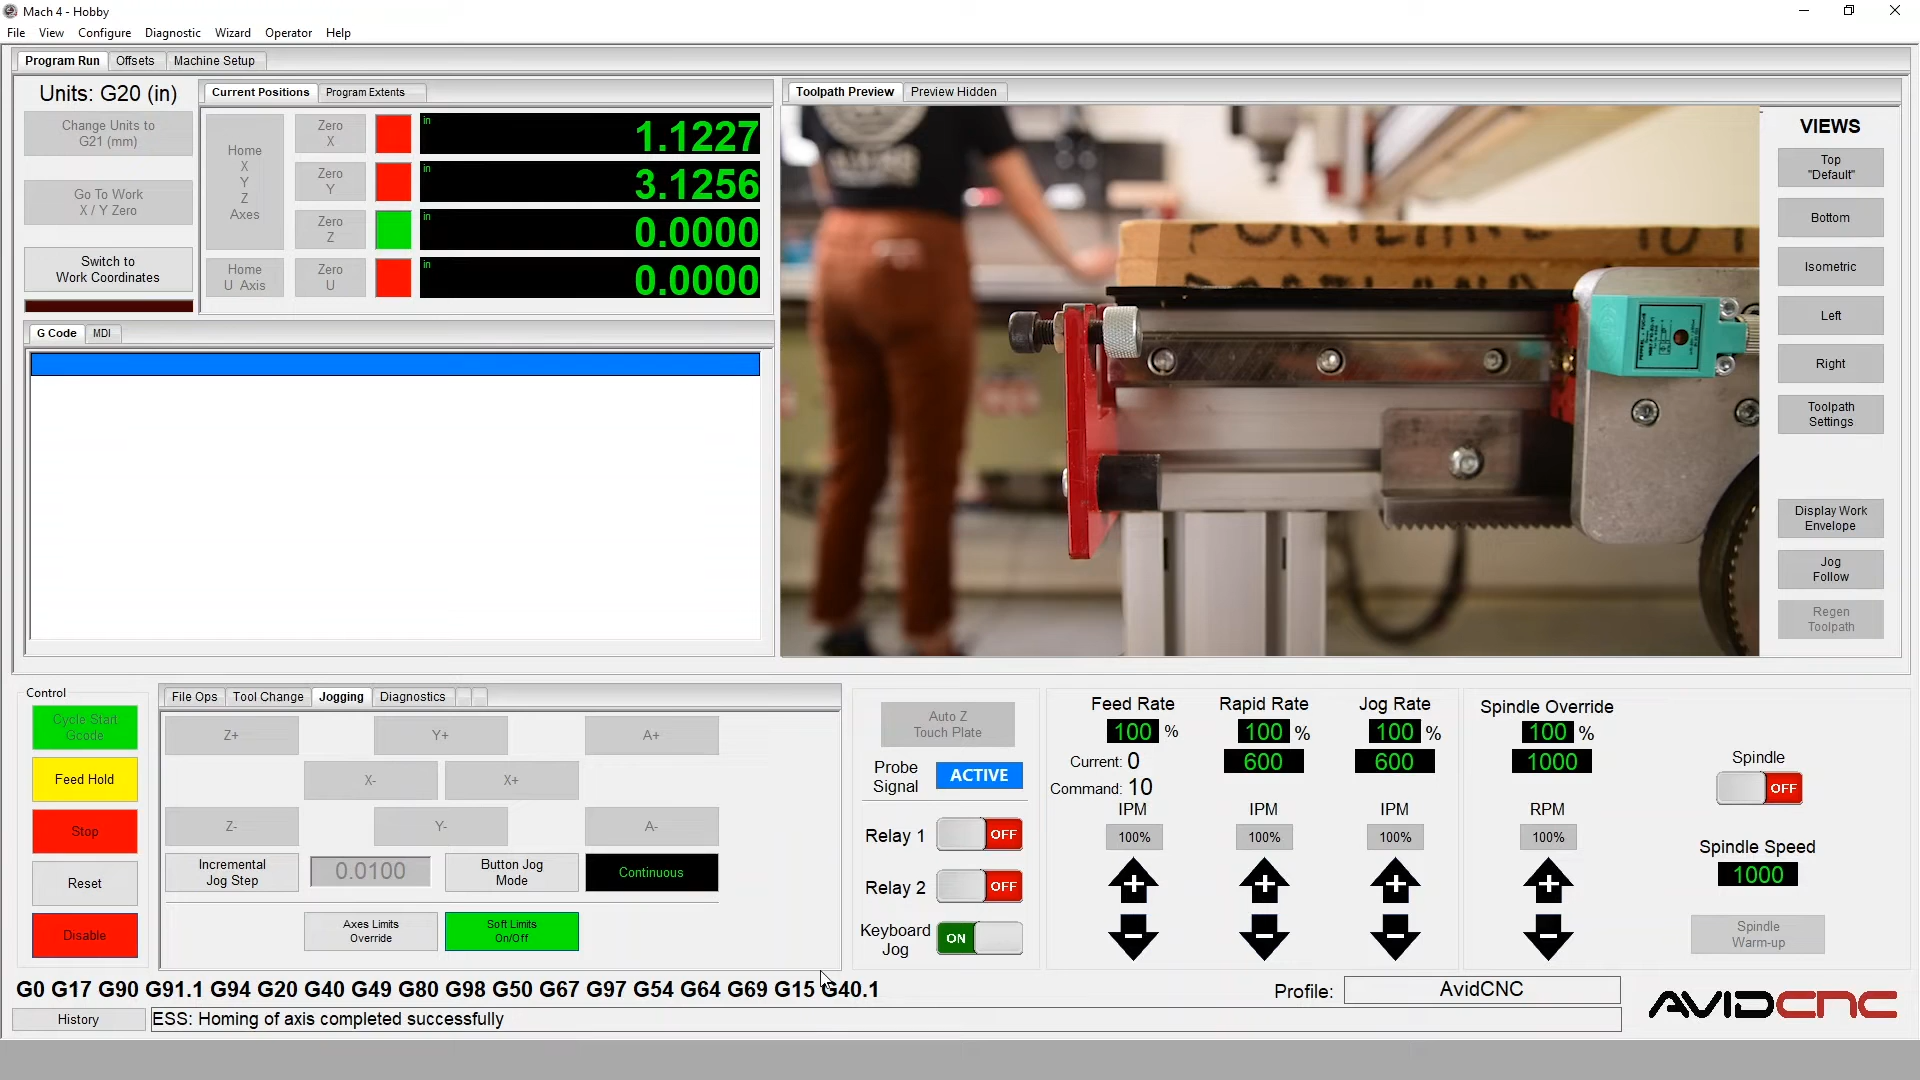 Mach 4 - Hobby
File View Configure Diagnostic Wizard Operator Help
Program Run Offsets Machine Setup
Units: G20 (in)
Change Units to
G21 (mm)
Go To Work
X / Y Zero
Switch to
Work Coordinates
Current Positions Program Extents
Home
X
Y
Z
Axes
Home
U Axis
Zero
X
in
1.1227
Zero
Y
in
3.1256
Zero
Z
in
0.0000
Zero
U
in
0.0000
G Code MDI
Toolpath Preview Preview Hidden
PORTLAND
VIEWS
Top
"Default"
Bottom
Isometric
Left
Right
Toolpath
Settings
Display Work
Envelope
Jog
Follow
Regen
Toolpath
Control
Cycle Start
Gcode
Feed Hold
Stop
Reset
Disable
File Ops Tool Change Jogging Diagnostics
Z+ Y+ A+
X- X+
Z- Y- A-
Incremental
Jog Step
0.0100
Button Jog
Mode
Continuous
Axes Limits
Override
Soft Limits
On/Off
Auto Z
Touch Plate
Probe
Signal
ACTIVE
Relay 1 OFF
Relay 2 OFF
Keyboard
Jog
ON
Feed Rate
100 %
Current: 0
Command: 10
IPM
100%
+
-
Rapid Rate
100 %
600
IPM
100%
+
-
Jog Rate
100 %
600
IPM
100%
+
-
Spindle Override
100 %
1000
RPM
100%
+
-
Spindle
OFF
Spindle Speed
1000
Spindle
Warm-up
G0 G17 G90 G91.1 G94 G20 G40 G49 G80 G98 G50 G67 G97 G54 G64 G69 G15 G40.1
Profile: AvidCNC
AVIDCNC
History
ESS: Homing of axis completed successfully